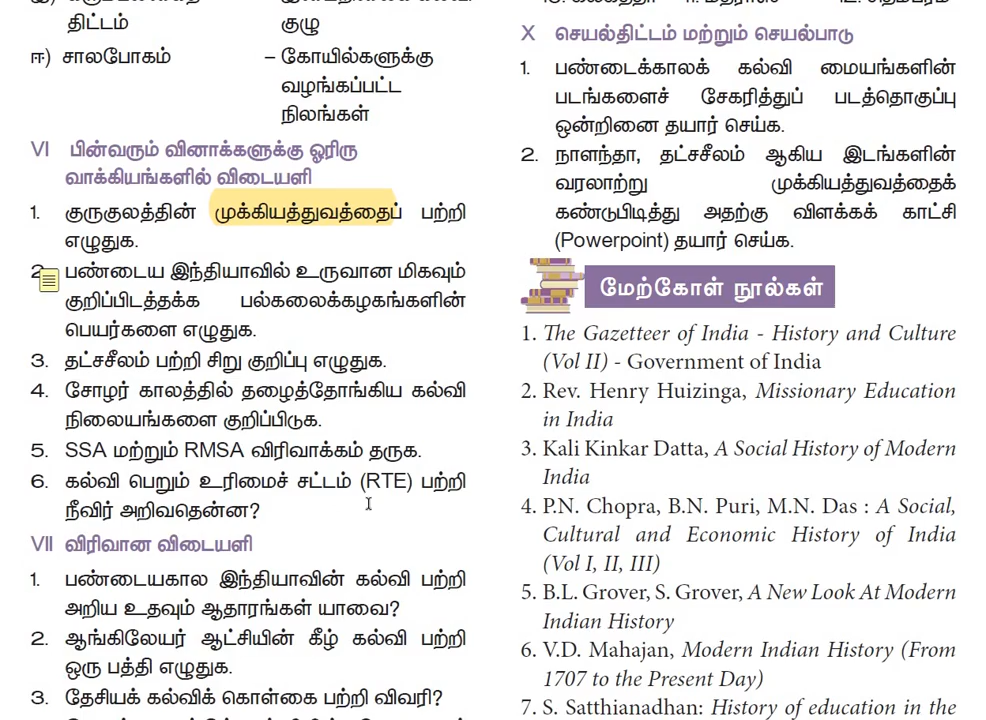 திட்டம்
குழு
ஈ) சாலபோகம் – கோயில்களுக்கு
வழங்கப்பட்ட
நிலங்கள்
VI பின்வரும் வினாக்களுக்கு ஓரிரு
வாக்கியங்களில் விடையளி
1. குருகுலத்தின் முக்கியத்துவத்தைப் பற்றி
எழுதுக.
2. பண்டைய இந்தியாவில் உருவான மிகவும்
குறிப்பிடத்தக்க பல்கலைக்கழகங்களின்
பெயர்களை எழுதுக.
3. தட்சசீலம் பற்றி சிறு குறிப்பு எழுதுக.
4. சோழர் காலத்தில் தழைத்தோங்கிய கல்வி
நிலையங்களை குறிப்பிடுக.
5. SSA மற்றும் RMSA விரிவாக்கம் தருக.
6. கல்வி பெறும் உரிமைச் சட்டம் (RTE) பற்றி
நீவிர் அறிவதென்ன?
VII விரிவான விடையளி
1. பண்டையகால இந்தியாவின் கல்வி பற்றி
அறிய உதவும் ஆதாரங்கள் யாவை?
2. ஆங்கிலேயர் ஆட்சியின் கீழ் கல்வி பற்றி
ஒரு பத்தி எழுதுக.
3. தேசியக் கல்விக் கொள்கை பற்றி விவரி?
X செயல்திட்டம் மற்றும் செயல்பாடு
1. பண்டைக்காலக் கல்வி மையங்களின்
படங்களைச் சேகரித்துப் படத்தொகுப்பு
ஒன்றினை தயார் செய்க.
2. நாளந்தா, தட்சசீலம் ஆகிய இடங்களின்
வரலாற்று முக்கியத்துவத்தைக்
கண்டுபிடித்து அதற்கு விளக்கக் காட்சி
(Powerpoint) தயார் செய்க.
மேற்கோள் நூல்கள்
1. The Gazetteer of India - History and Culture
(Vol II) - Government of India
2. Rev. Henry Huizinga, Missionary Education
in India
3. Kali Kinkar Datta, A Social History of Modern
India
4. P.N. Chopra, B.N. Puri, M.N. Das : A Social,
Cultural and Economic History of India
(Vol I, II, III)
5. B.L. Grover, S. Grover, A New Look At Modern
Indian History
6. V.D. Mahajan, Modern Indian History (From
1707 to the Present Day)
7. S. Satthianadhan: History of education in the